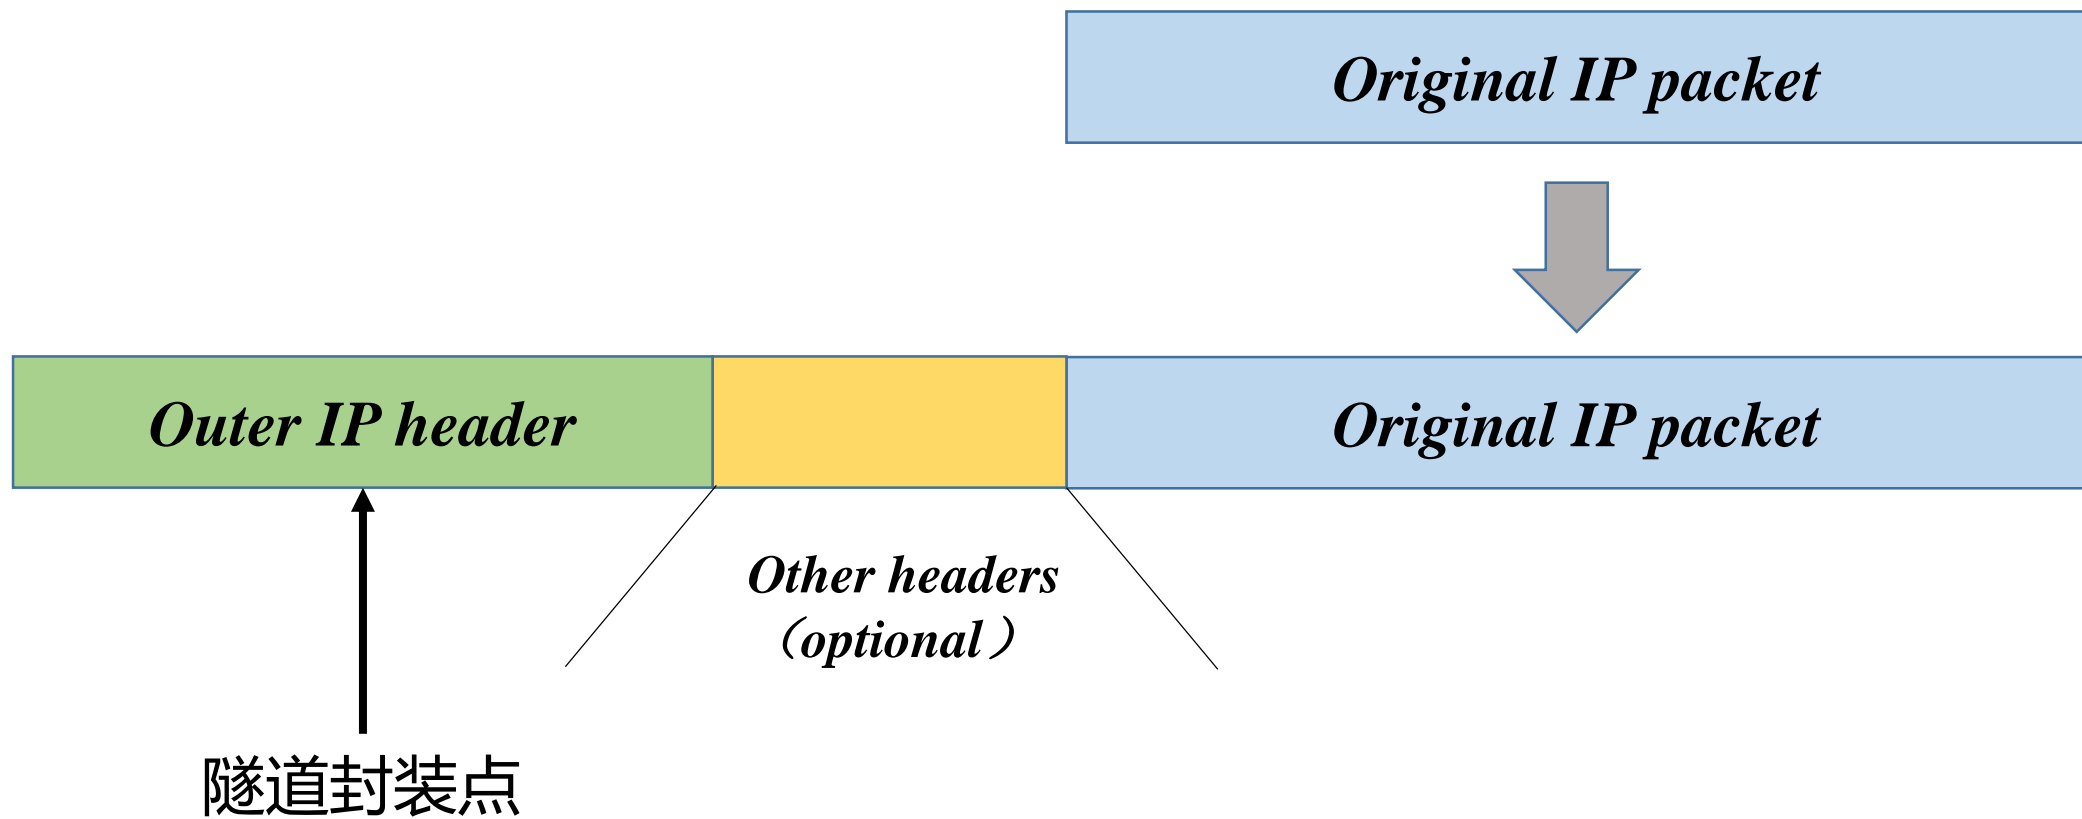 Original IP packet
Outer IP header
Original IP packet
Other headers
（optional）
隧道封装点